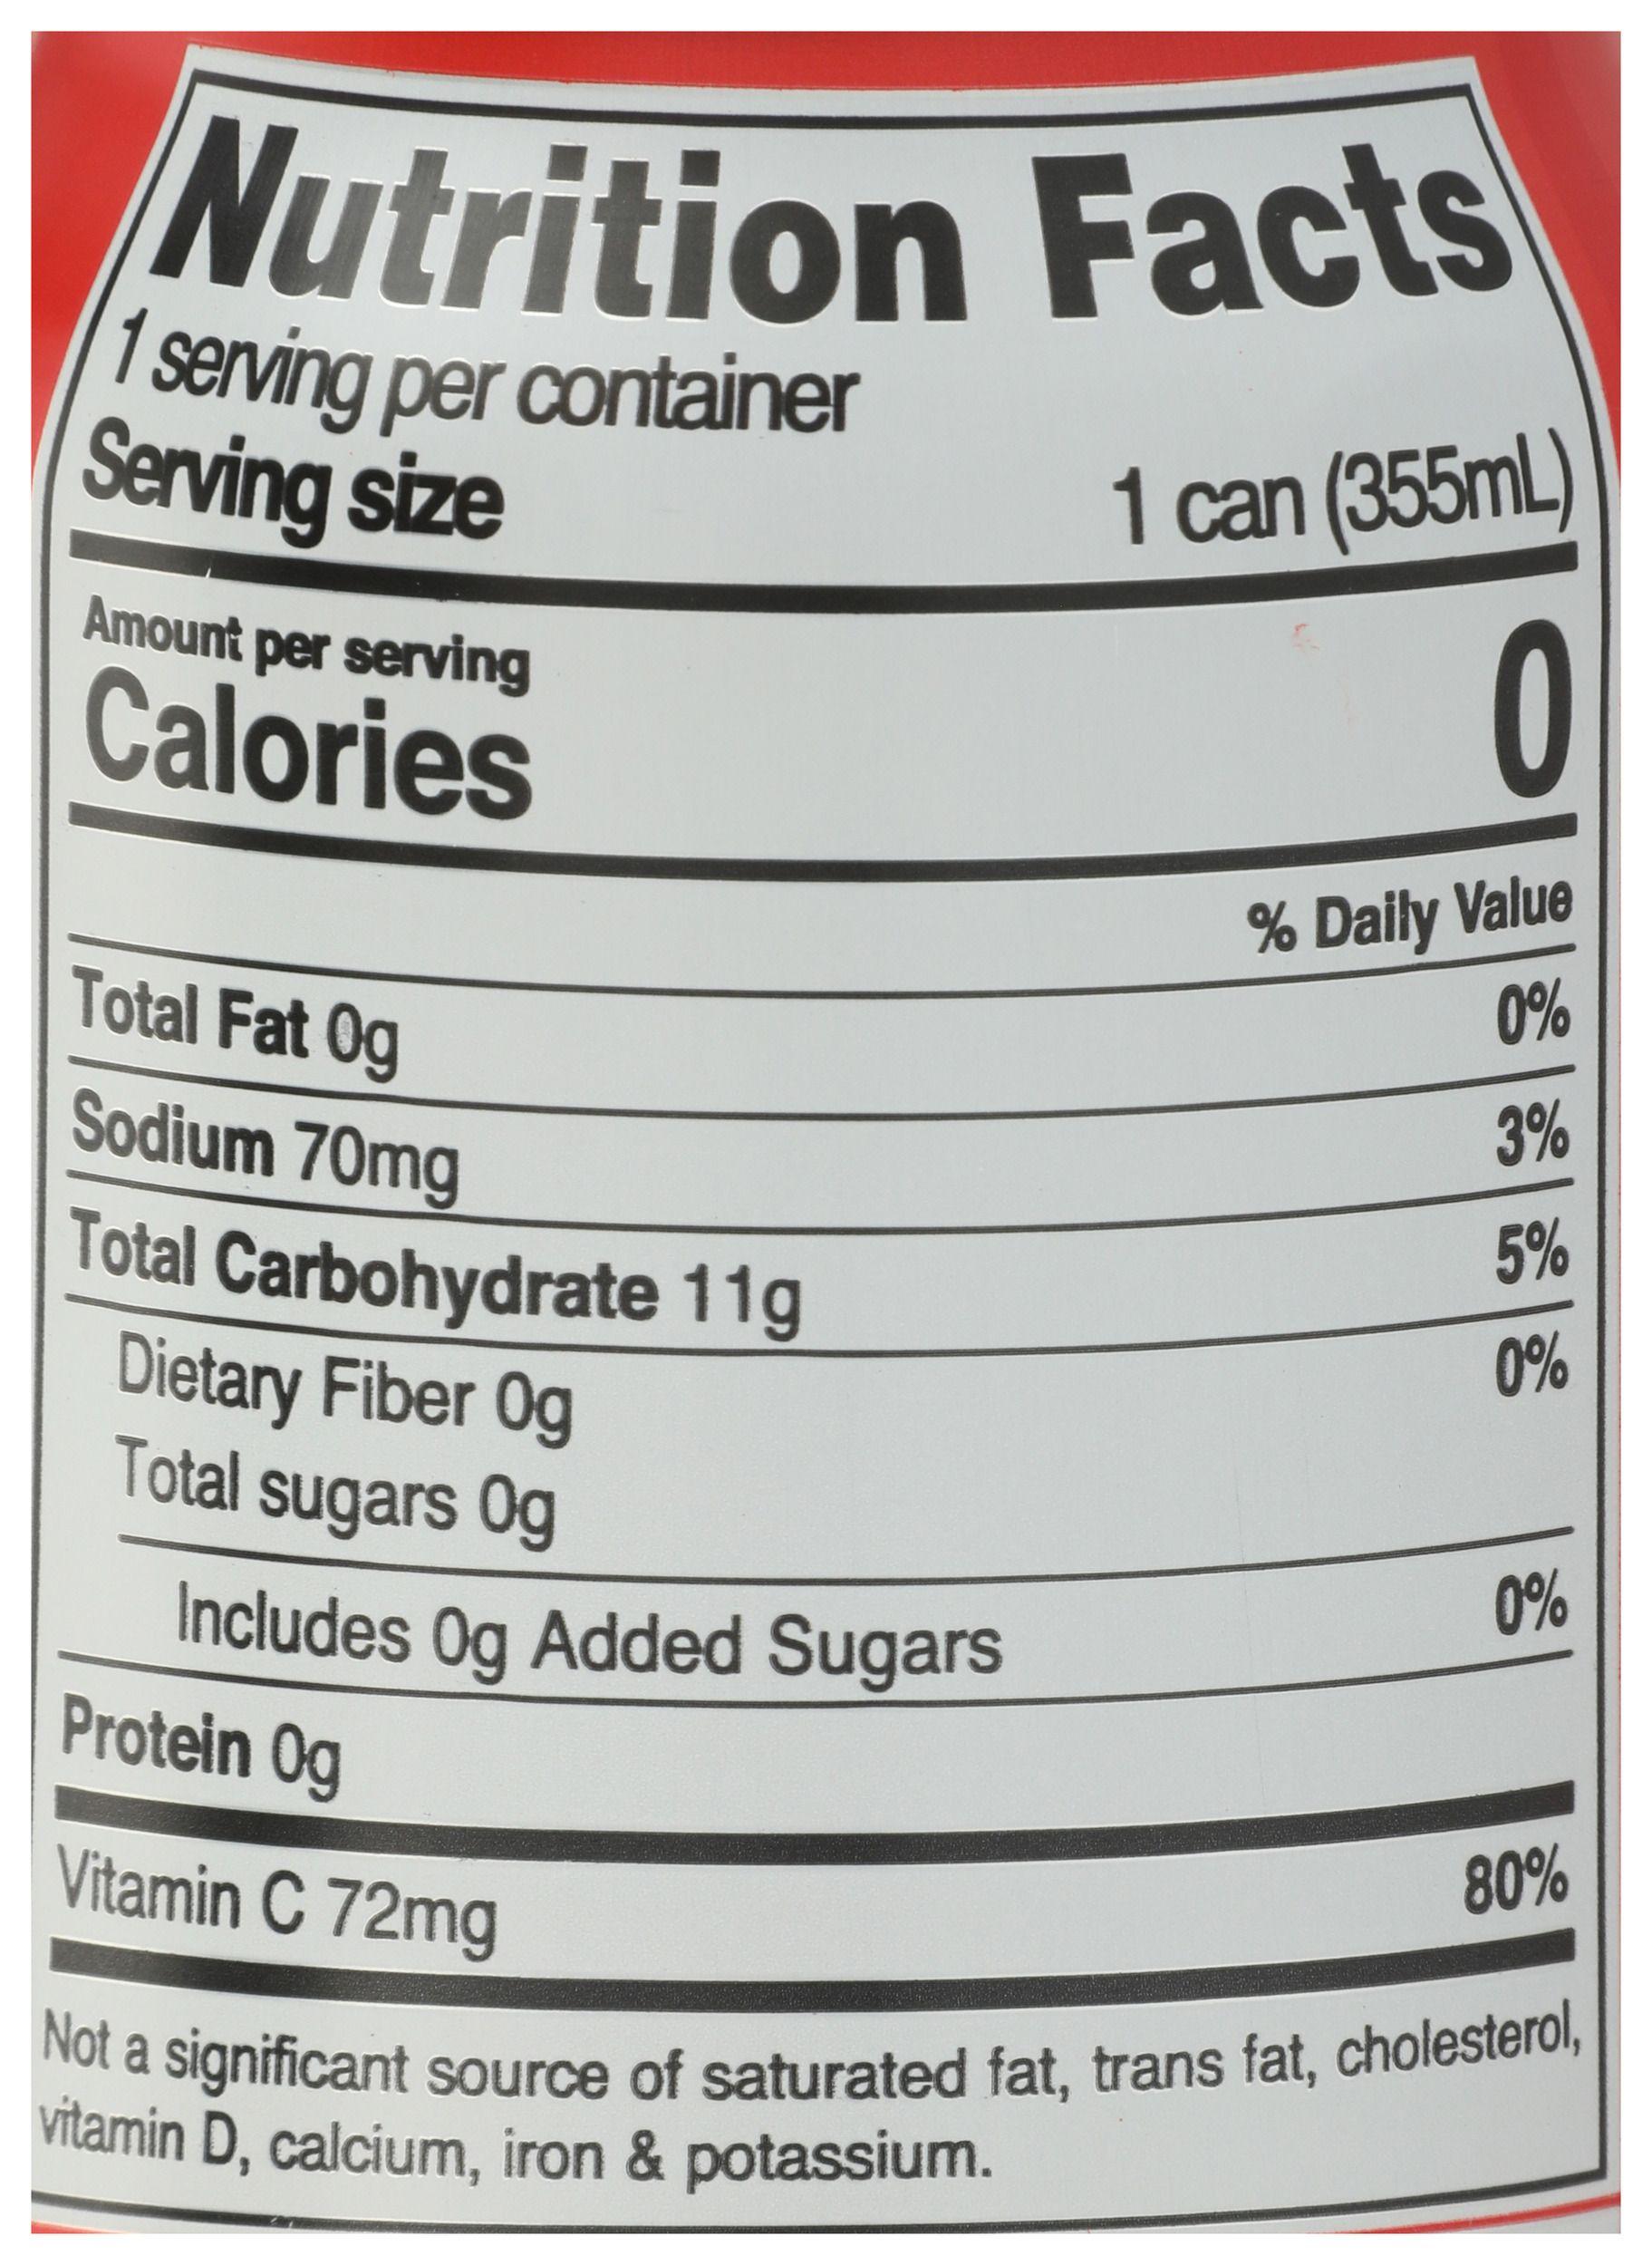 Nutrition Facts
1 serving per container
Serving size 1 can (355mL)
Amount per serving
Calories 0
% Daily Value
Total Fat 0g 0%
Sodium 70mg 3%
Total Carbohydrate 11g 5%
Dietary Fiber 0g 0%
Total sugars 0g
Includes 0g Added Sugars 0%
Protein 0g
Vitamin C 72mg 80%
Not a significant source of saturated fat, trans fat, cholesterol,
vitamin D, calcium, iron & potassium.